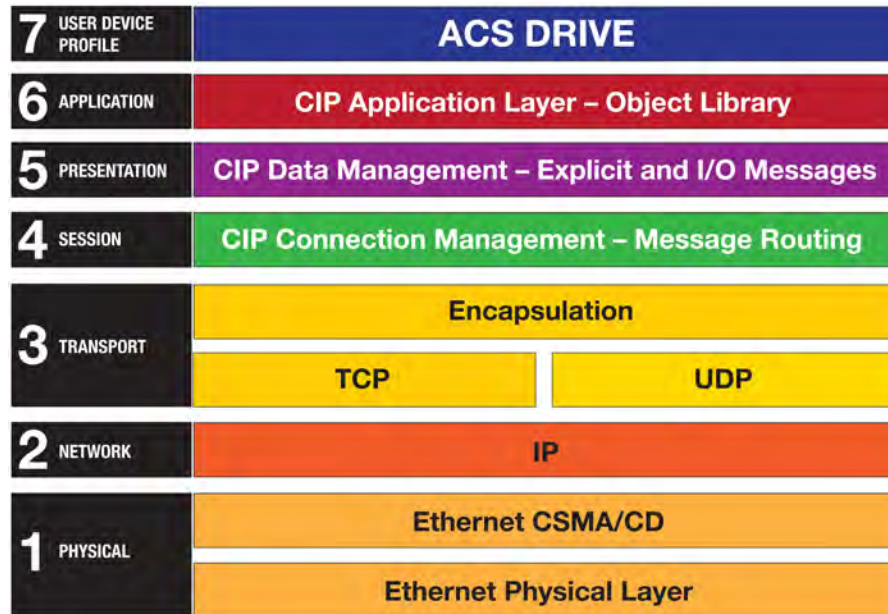 7 USER DEVICE
PROFILE
ACS DRIVE
6 APPLICATION
CIP Application Layer – Object Library
5 PRESENTATION
CIP Data Management – Explicit and I/O Messages
4 SESSION
CIP Connection Management – Message Routing
3 TRANSPORT
Encapsulation
TCP
UDP
2 NETWORK
IP
1 PHYSICAL
Ethernet CSMA/CD
Ethernet Physical Layer